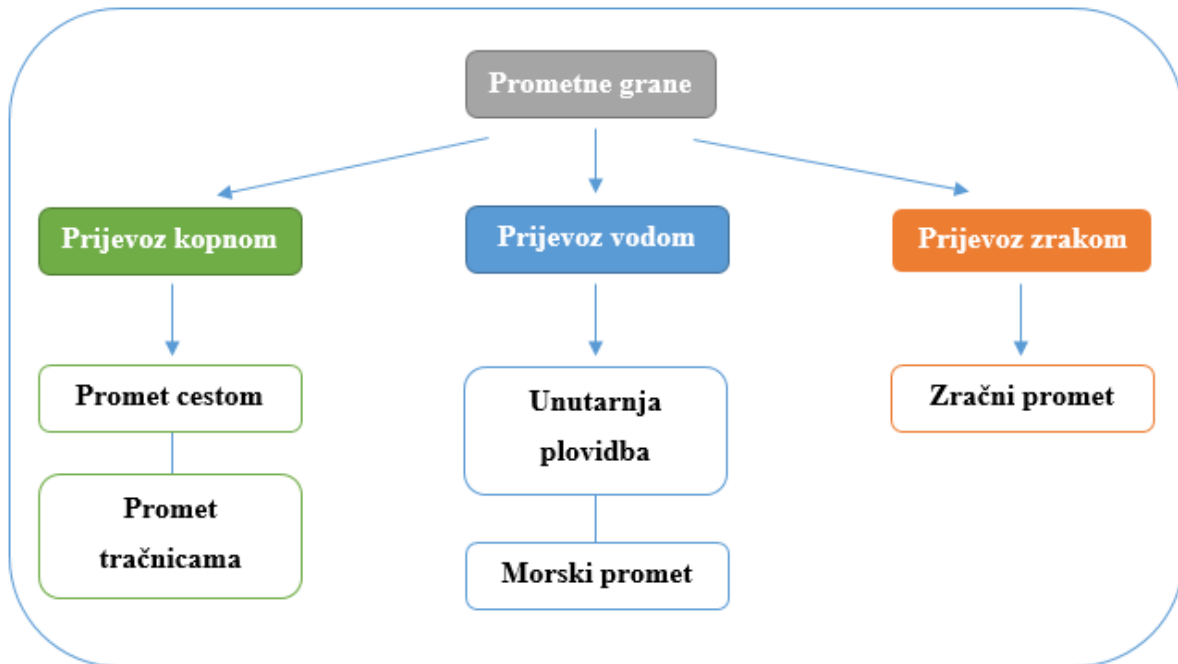 Prometne grane
Prijevoz kopnom
Prijevoz vodom
Prijevoz zrakom
Promet cestom
Unutarnja
plovidba
Zračni promet
Promet
tračnicama
Morski promet